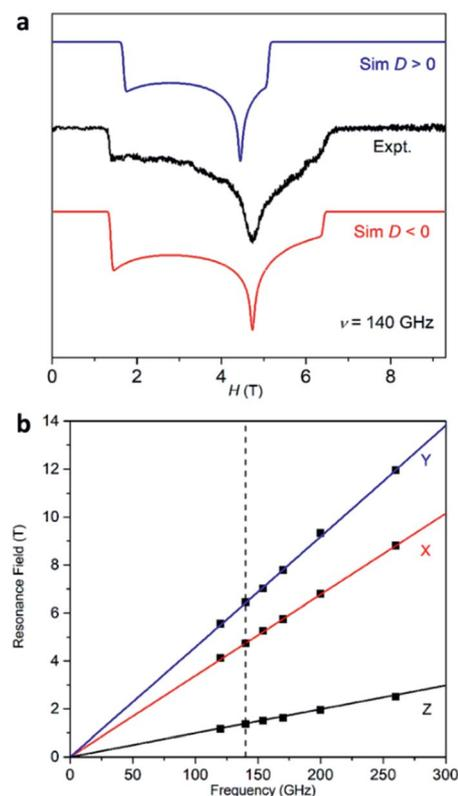 a
Sim D > 0
Expt.
Sim D < 0
ν = 140 GHz
0 2 4 6 8
H (T)
b
14
12
10
8
6
4
2
0
Resonance Field (T)
Y
X
Z
0 50 100 150 200 250 300
Frequency (GHz)